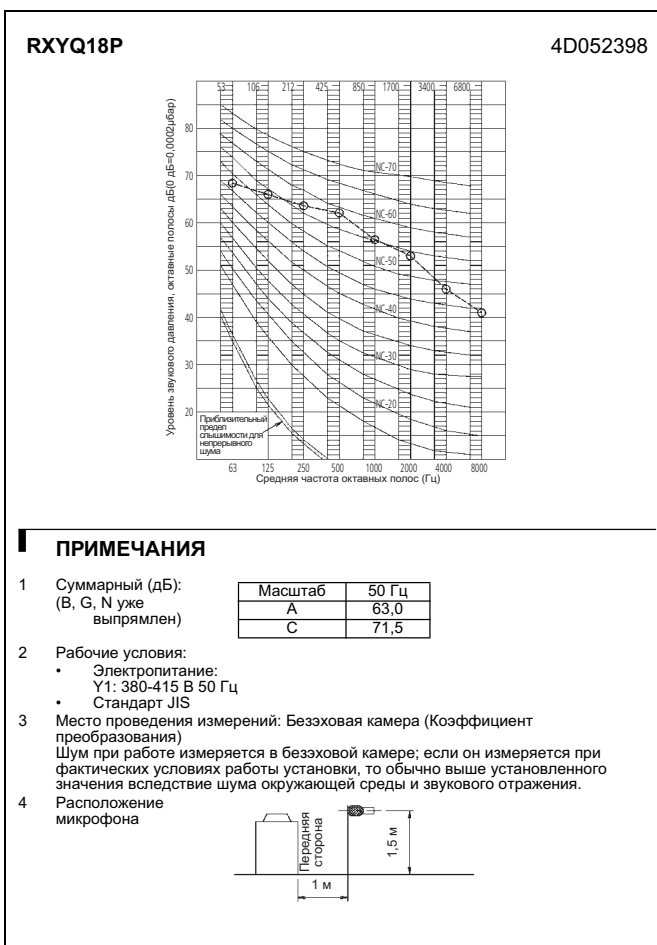 RXYQ18P 4D052398
53 106 212 425 850 1700 3400 6800
Уровень звукового давления, октавные полосы дБ(0 дБ=0,0002µбар)
80
70
60
50
40
30
20
NC-70
NC-60
NC-50
NC-40
NC-30
NC-20
Приблизительный
предел
слышимости для
непрерывного
шума
63 125 250 500 1000 2000 4000 8000
Средняя частота октавных полос (Гц)
ПРИМЕЧАНИЯ
1 Суммарный (дБ):
(B, G, N уже
выпрямлен)
Масштаб 50 Гц
A 63,0
C 71,5
2 Рабочие условия:
• Электропитание:
Y1: 380-415 В 50 Гц
• Стандарт JIS
3 Место проведения измерений: Безэховая камера (Коэффициент
преобразования)
Шум при работе измеряется в безэховой камере; если он измеряется при
фактических условиях работы установки, то обычно выше установленного
значения вследствие шума окружающей среды и звукового отражения.
4 Расположение
микрофона
Передняя
сторона
1,5 м
1 м